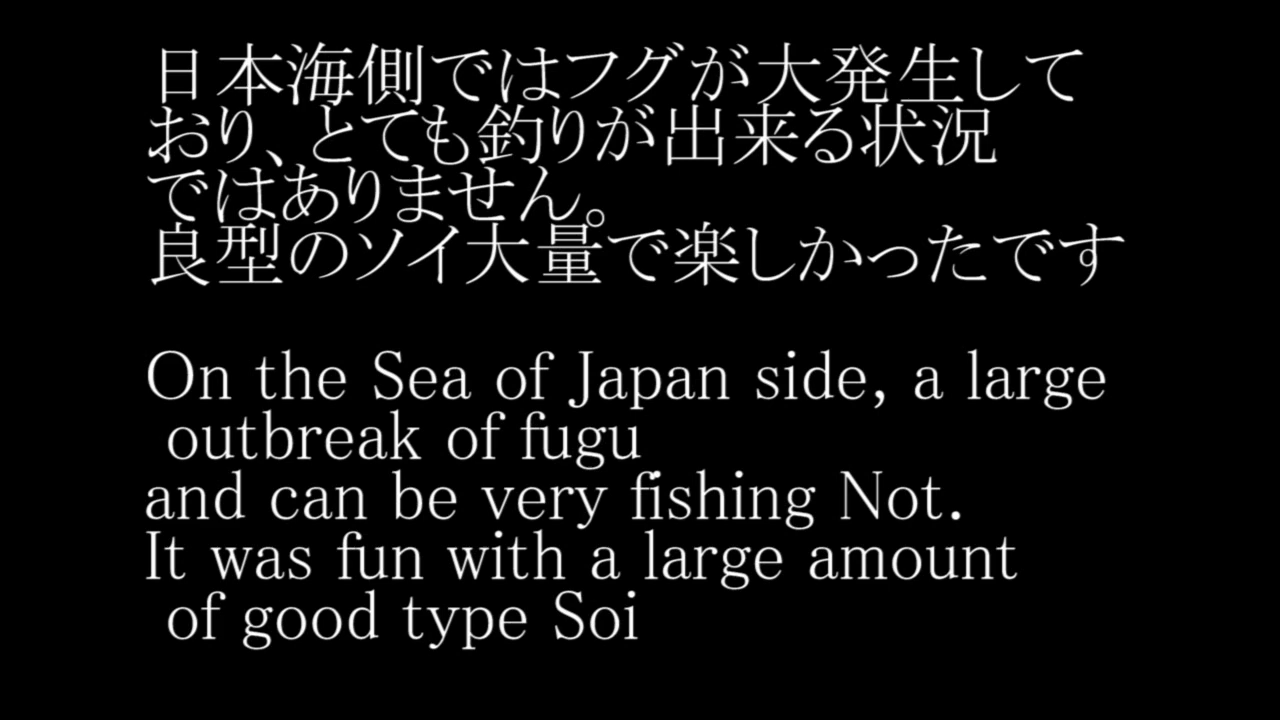 日本海側ではフグが大発生して
おり、とても釣りが出来る状況
ではありません。
良型のソイ大量で楽しかったです
On the Sea of Japan side, a large
outbreak of fugu
and can be very fishing Not.
It was fun with a large amount
of good type Soi